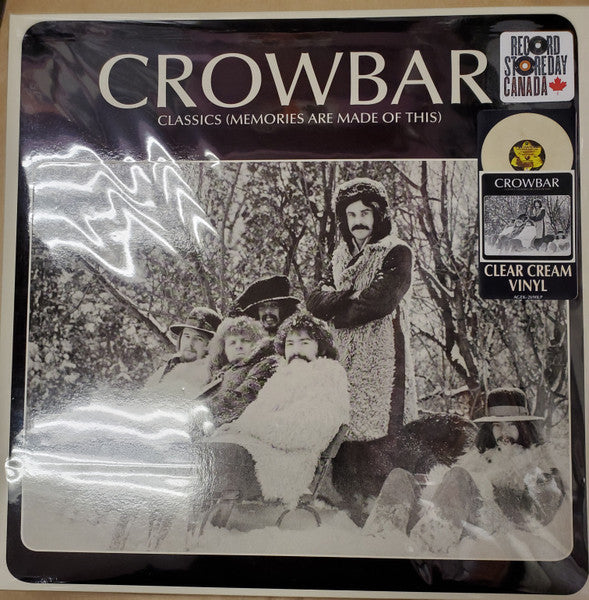 CROWBAR
CLASSICS (MEMORIES ARE MADE OF THIS)
RECORD
STORE DAY
CANADA
CROWBAR
CLEAR CREAM
VINYL